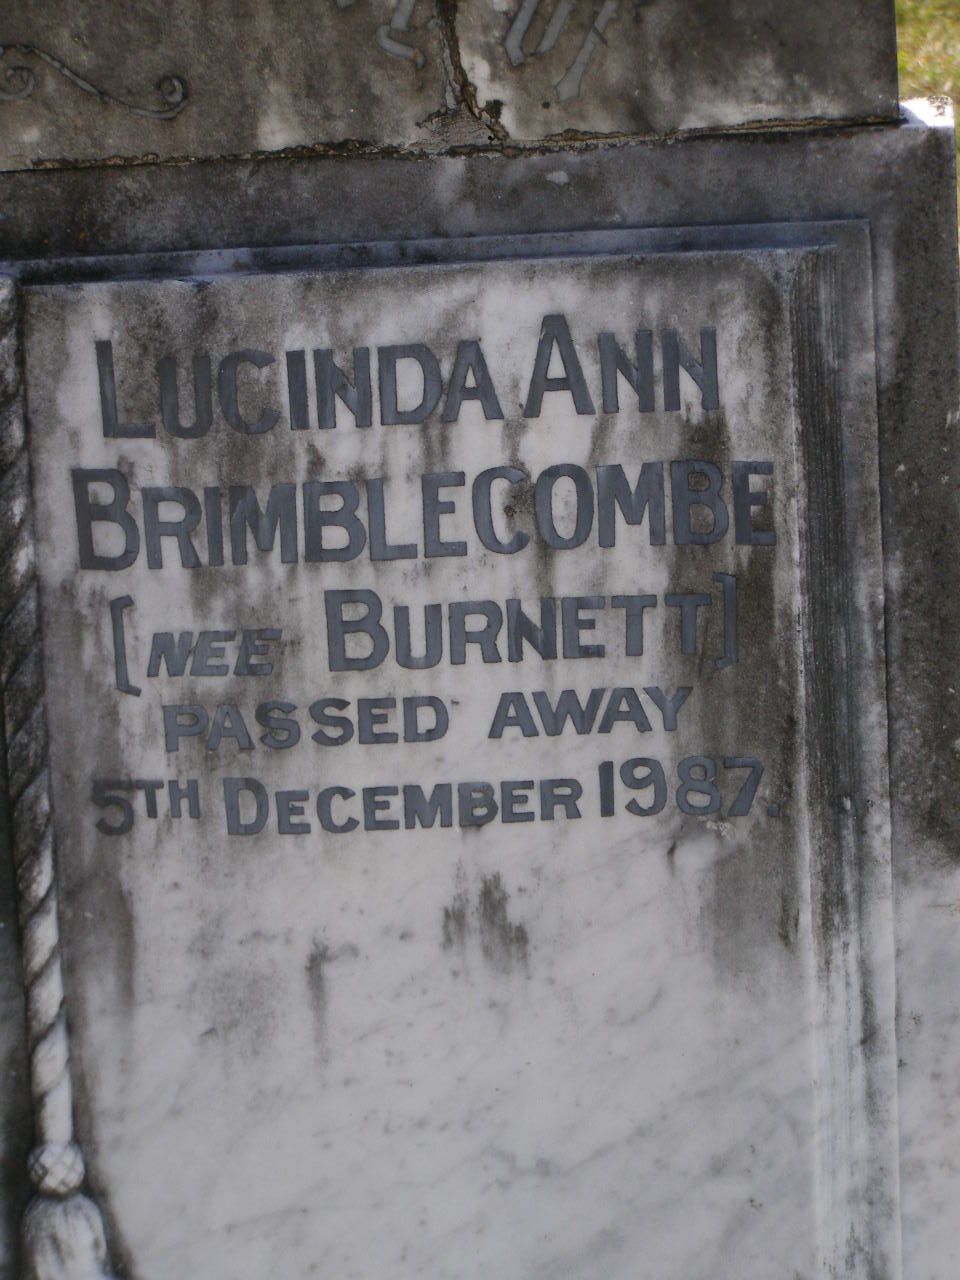 LUCINDA ANN
BRIMBLECOMBE
[NEE BURNETT]
PASSED AWAY
5TH DECEMBER 1987.